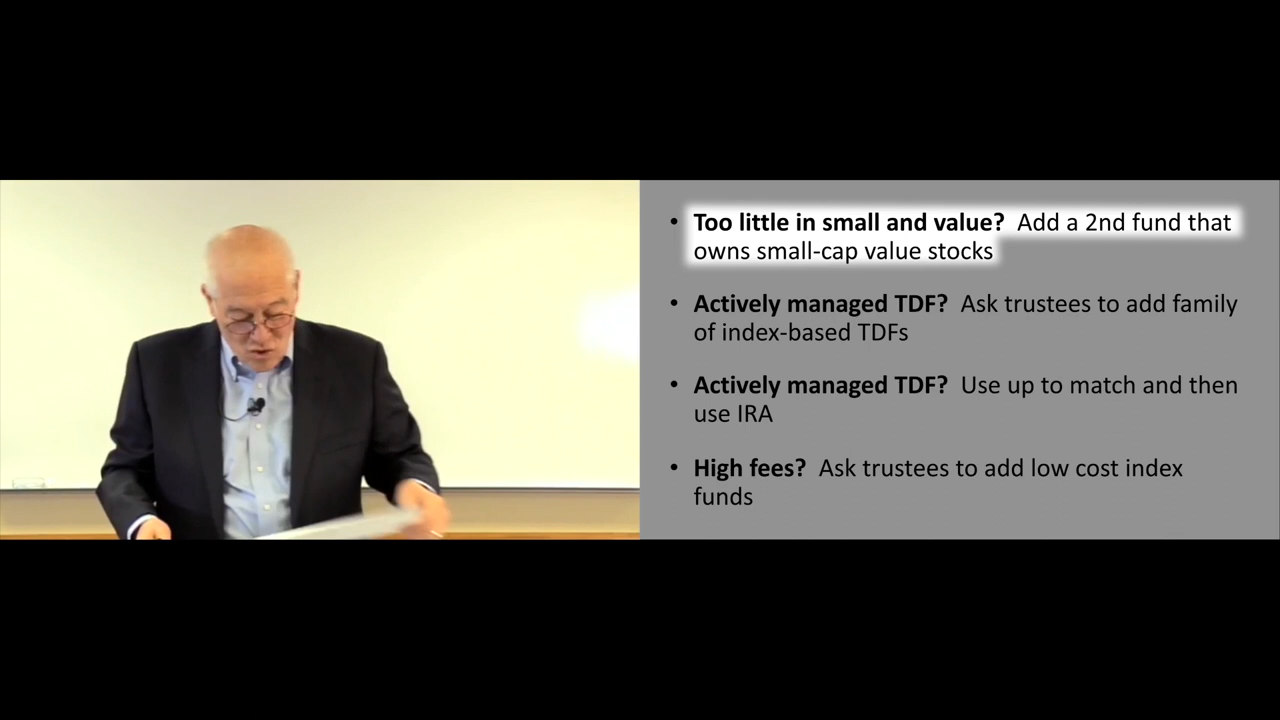 • Too little in small and value? Add a 2nd fund that
owns small-cap value stocks
• Actively managed TDF? Ask trustees to add family
of index-based TDFs
• Actively managed TDF? Use up to match and then
use IRA
• High fees? Ask trustees to add low cost index
funds